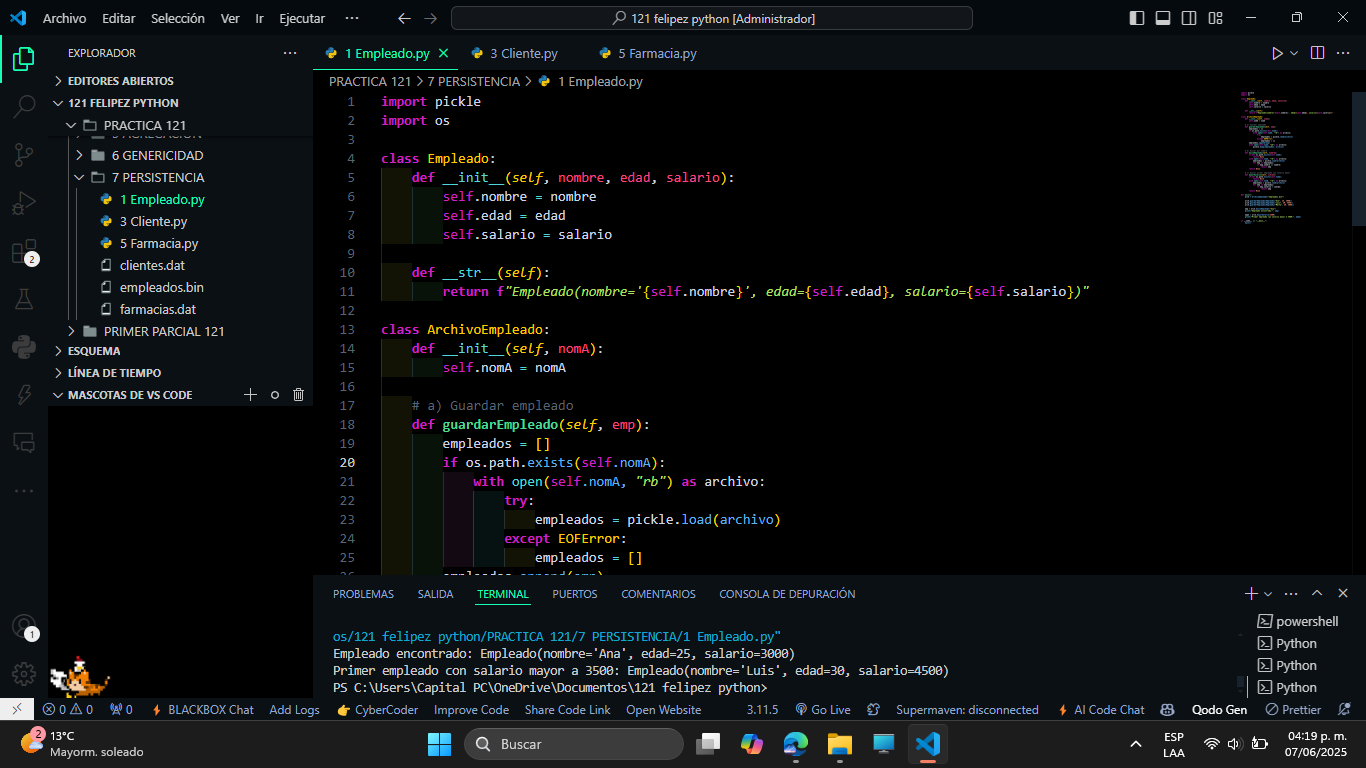 Archivo Editar Selección Ver Ir Ejecutar ··· 121 felipez python [Administrador]
EXPLORADOR
EDITORES ABIERTOS
121 FELIPEZ PYTHON
PRACTICA 121
6 GENERICIDAD
7 PERSISTENCIA
1 Empleado.py
3 Cliente.py
5 Farmacia.py
clientes.dat
empleados.bin
farmacias.dat
PRIMER PARCIAL 121
ESQUEMA
LÍNEA DE TIEMPO
MASCOTAS DE VS CODE
2
1
1 Empleado.py 3 Cliente.py 5 Farmacia.py
PRACTICA 121 > 7 PERSISTENCIA > 1 Empleado.py
1 import pickle
2 import os
3
4 class Empleado:
5 def __init__(self, nombre, edad, salario):
6 self.nombre = nombre
7 self.edad = edad
8 self.salario = salario
9
10 def __str__(self):
11 return f"Empleado(nombre='{self.nombre}', edad={self.edad}, salario={self.salario})"
12
13 class ArchivoEmpleado:
14 def __init__(self, nomA):
15 self.nomA = nomA
16
17 # a) Guardar empleado
18 def guardarEmpleado(self, emp):
19 empleados = []
20 if os.path.exists(self.nomA):
21 with open(self.nomA, "rb") as archivo:
22 try:
23 empleados = pickle.load(archivo)
24 except EOFError:
25 empleados = []
PROBLEMAS SALIDA TERMINAL PUERTOS COMENTARIOS CONSOLA DE DEPURACIÓN
os/121 felipez python/PRACTICA 121/7 PERSISTENCIA/1 Empleado.py"
Empleado encontrado: Empleado(nombre='Ana', edad=25, salario=3000)
Primer empleado con salario mayor a 3500: Empleado(nombre='Luis', edad=30, salario=4500)
PS C:\Users\Capital PC\OneDrive\Documentos\121 felipez python>
powershell
Python
Python
Python
0 0 0 BLACKBOX Chat Add Logs CyberCoder Improve Code Share Code Link Open Website 3.11.5 Go Live Supermaven: disconnected AI Code Chat Qodo Gen Prettier
2
13°C
Mayorm. soleado
Buscar
ESP
LAA
04:19 p. m.
07/06/2025